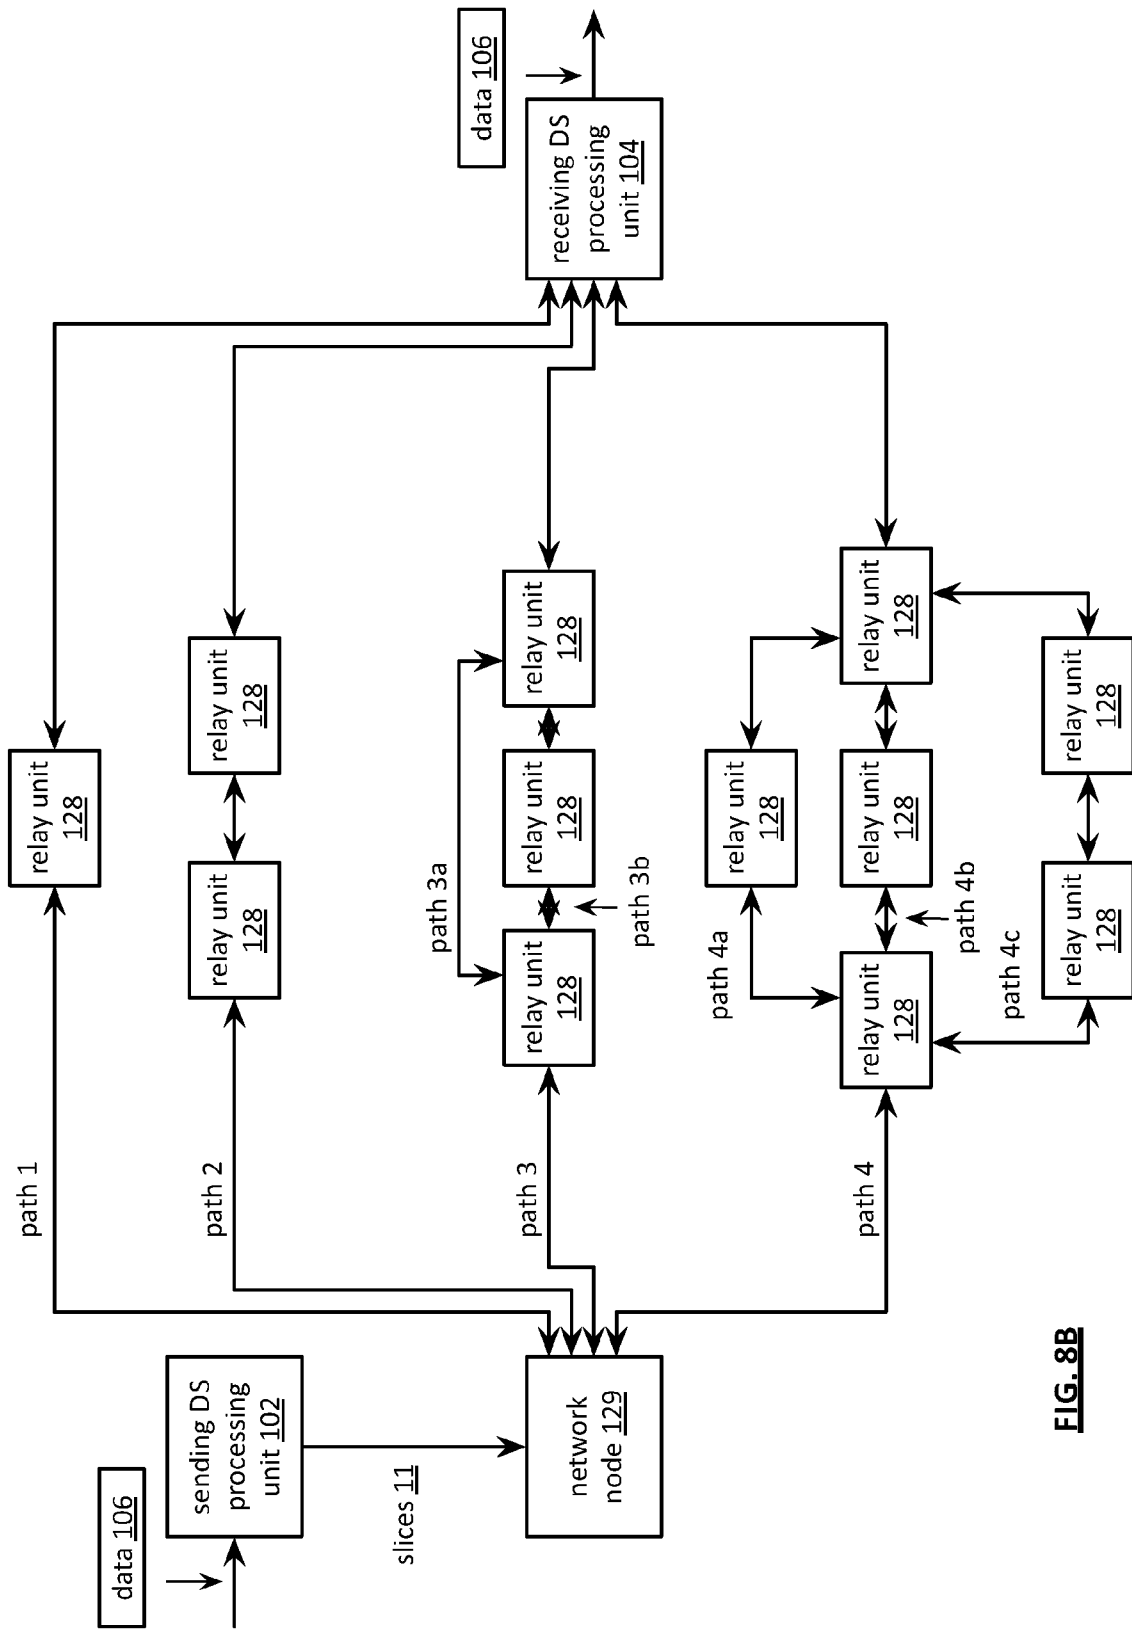 data 106
sending DS
processing
unit 102
slices 11
network
node 129
path 1
relay unit
128
path 2
relay unit
128
relay unit
128
path 3
relay unit
128
path 3a
path 3b
relay unit
128
relay unit
128
path 4
relay unit
128
path 4a
relay unit
128
path 4b
relay unit
128
relay unit
128
path 4c
relay unit
128
relay unit
128
data 106
receiving DS
processing
unit 104
FIG. 8B